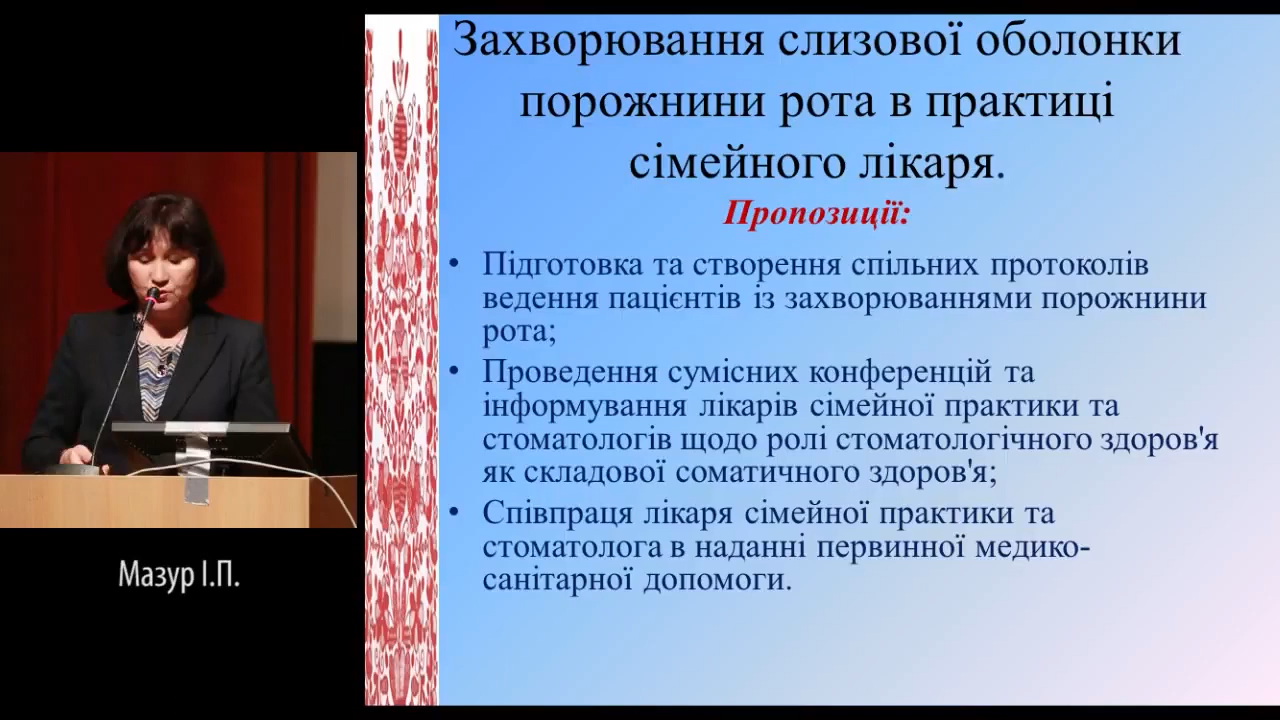 Захворювання слизової оболонки
порожнини рота в практиці
сімейного лікаря.
Пропозиції:
• Підготовка та створення спільних протоколів
ведення пацієнтів із захворюваннями порожнини
рота;
• Проведення сумісних конференцій та
інформування лікарів сімейної практики та
стоматологів щодо ролі стоматологічного здоров'я
як складової соматичного здоров'я;
• Співпраця лікаря сімейної практики та
стоматолога в наданні первинної медико-
санітарної допомоги.
Мазур І.П.